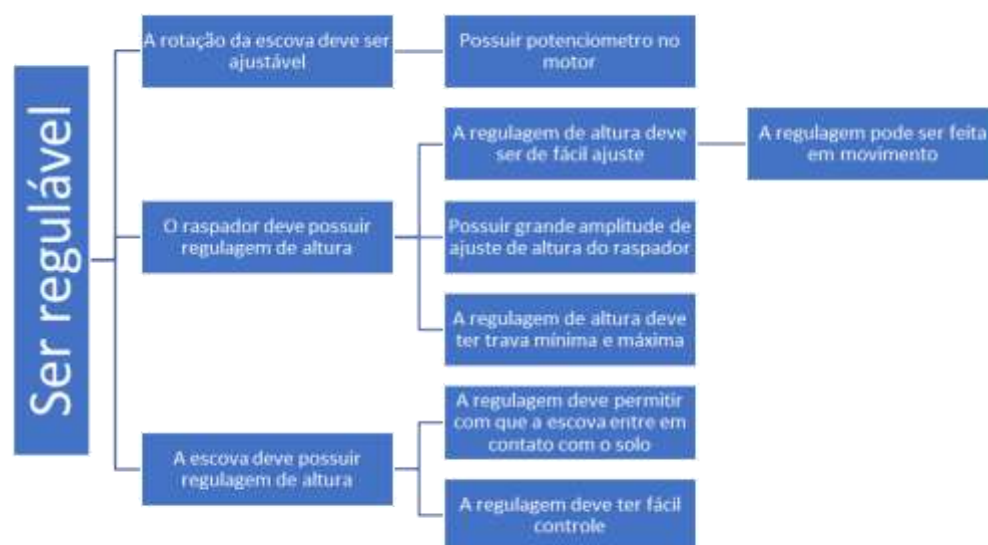 Ser regulável
A rotação da escova deve ser
ajustável
Possuir potenciometro no
motor
O raspador deve possuir
regulagem de altura
A regulagem de altura deve
ser de fácil ajuste
A regulagem pode ser feita
em movimento
Possuir grande amplitude de
ajuste de altura do raspador
A regulagem de altura deve
ter trava mínima e máxima
A escova deve possuir
regulagem de altura
A regulagem deve permitir
com que a escova entre em
contato com o solo
A regulagem deve ter fácil
controle